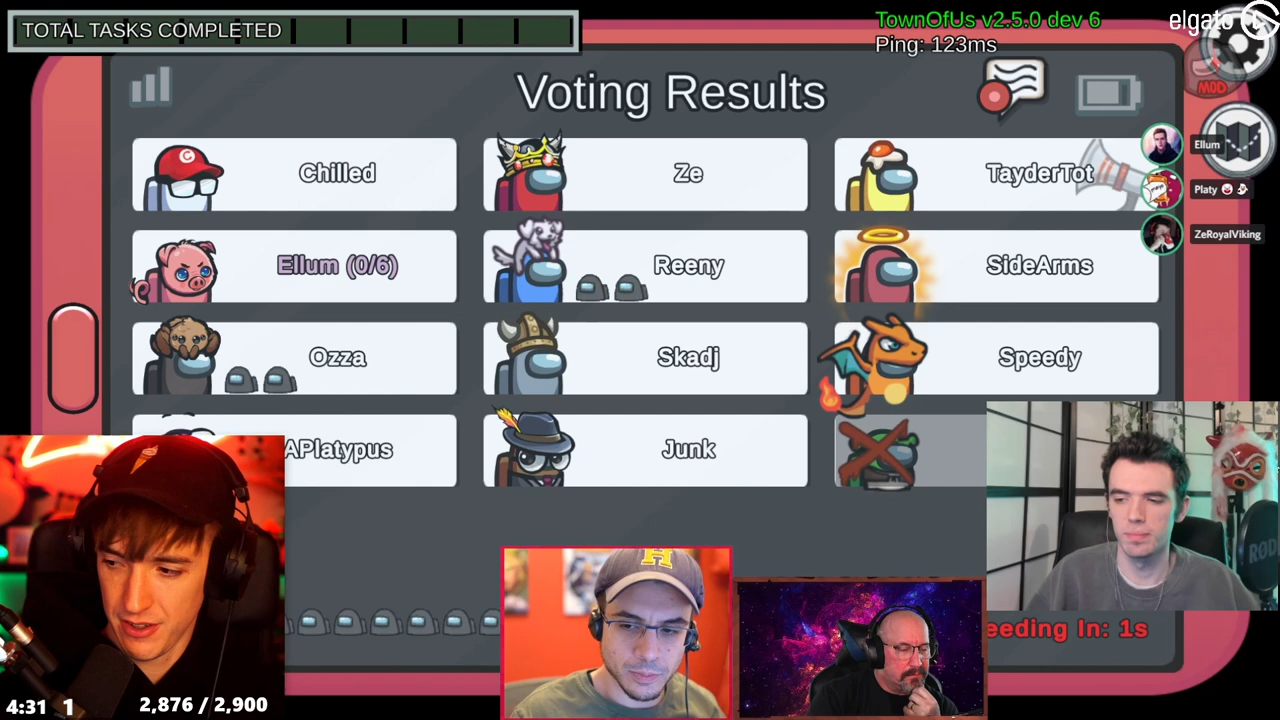 TOTAL TASKS COMPLETED
TownOfUs v2.5.0 dev 6
Ping: 123ms
elgato
MOD
Voting Results
Chilled
Ze
TayderTot
Ellum
Platy
ZeRoyalViking
Ellum (0/6)
Reeny
SideArms
Ozza
Skadj
Speedy
APlatypus
Junk
C
H
RØD
eeding In: 1s
4:31 1
2,876 / 2,900